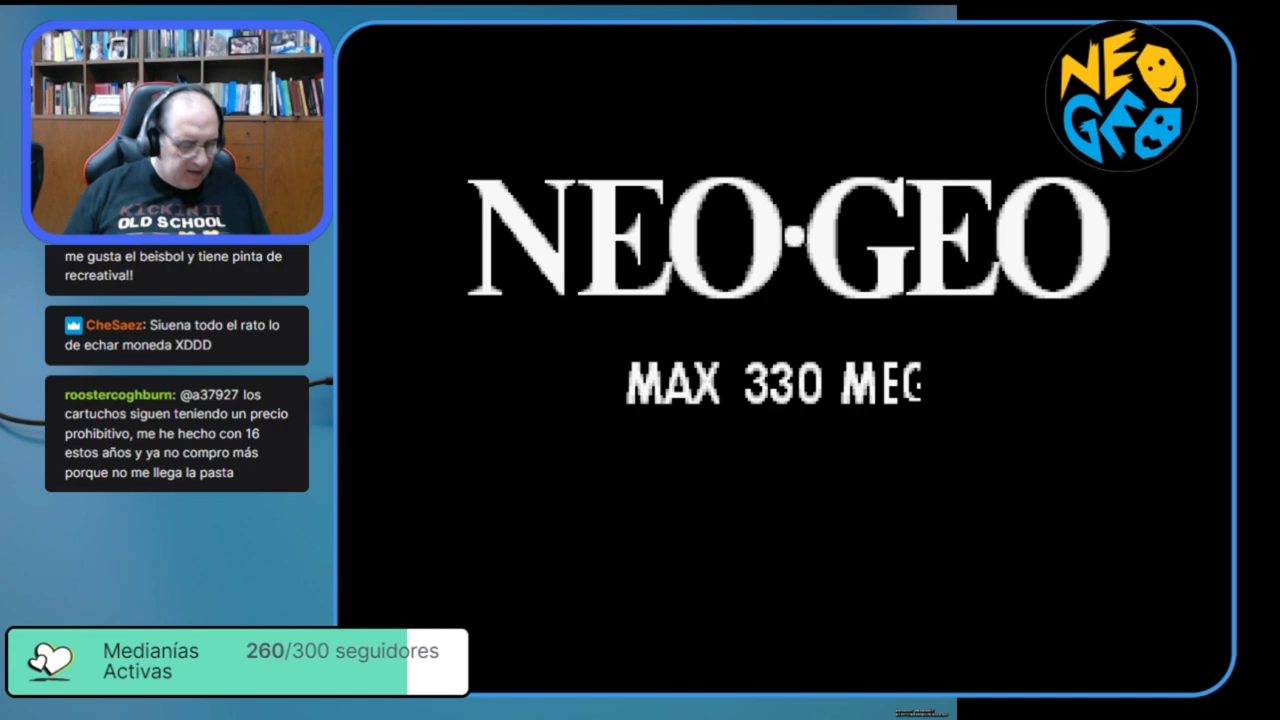 NEO
GEO
KICKIN IT
OLD SCHOOL
NEO·GEO
MAX 330 MEG
me gusta el beisbol y tiene pinta de
recreativa!!
CheSaez: Siuena todo el rato lo
de echar moneda XDDD
roostercoghburn: @a37927 los
cartuchos siguen teniendo un precio
prohibitivo, me he hecho con 16
estos años y ya no compro más
porque no me llega la pasta
Medianías
Activas
260/300 seguidores